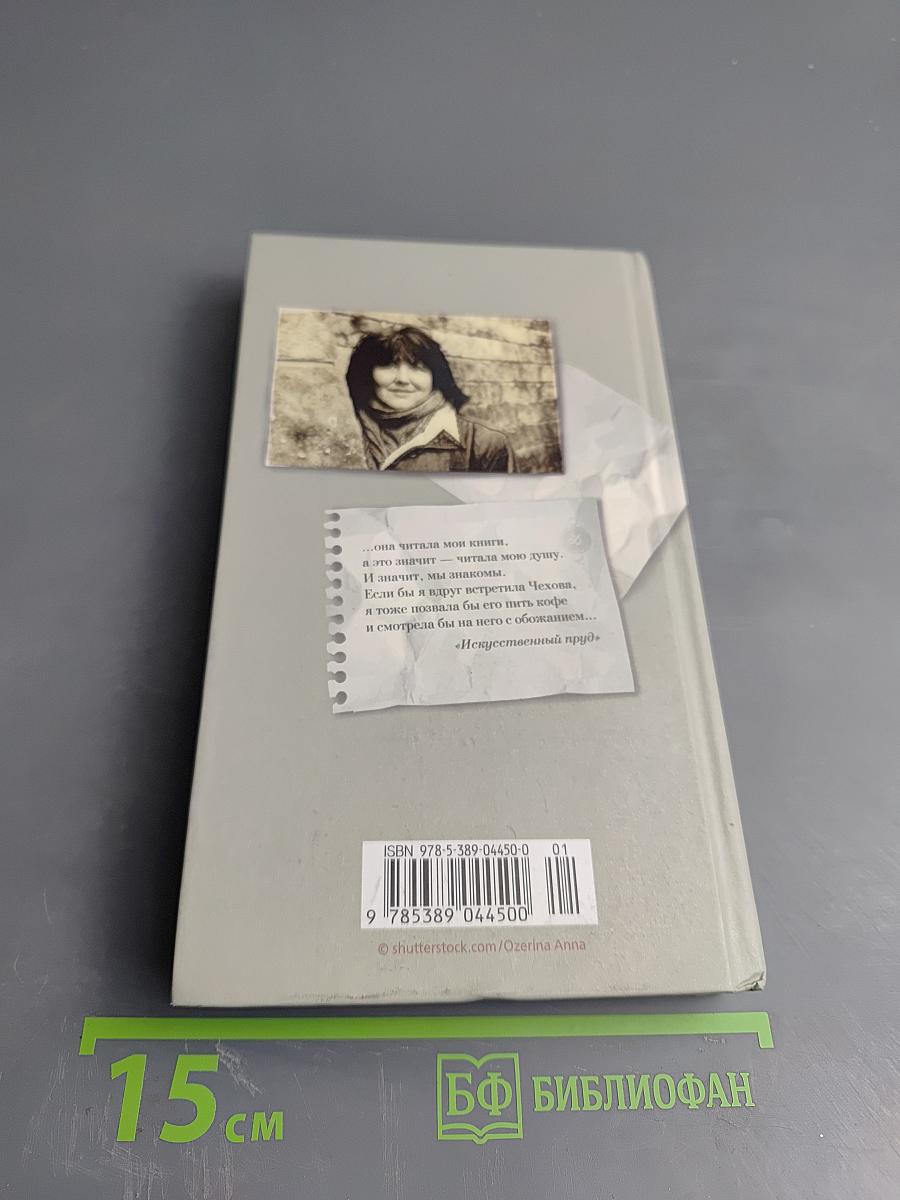 ...она читала мои книги,
а это значит — читала мою душу.
И значит, мы знакомы.
Если бы я вдруг встретила Чехова,
я тоже позвала бы его пить кофе
и смотрела бы на него с обожанием...
«Искусственный пруд»
ISBN 978-5-389-04450-0 01
9 785389 044500
© shutterstock.com/Ozerina Anna
15 см
БФ БИБЛИОФАН